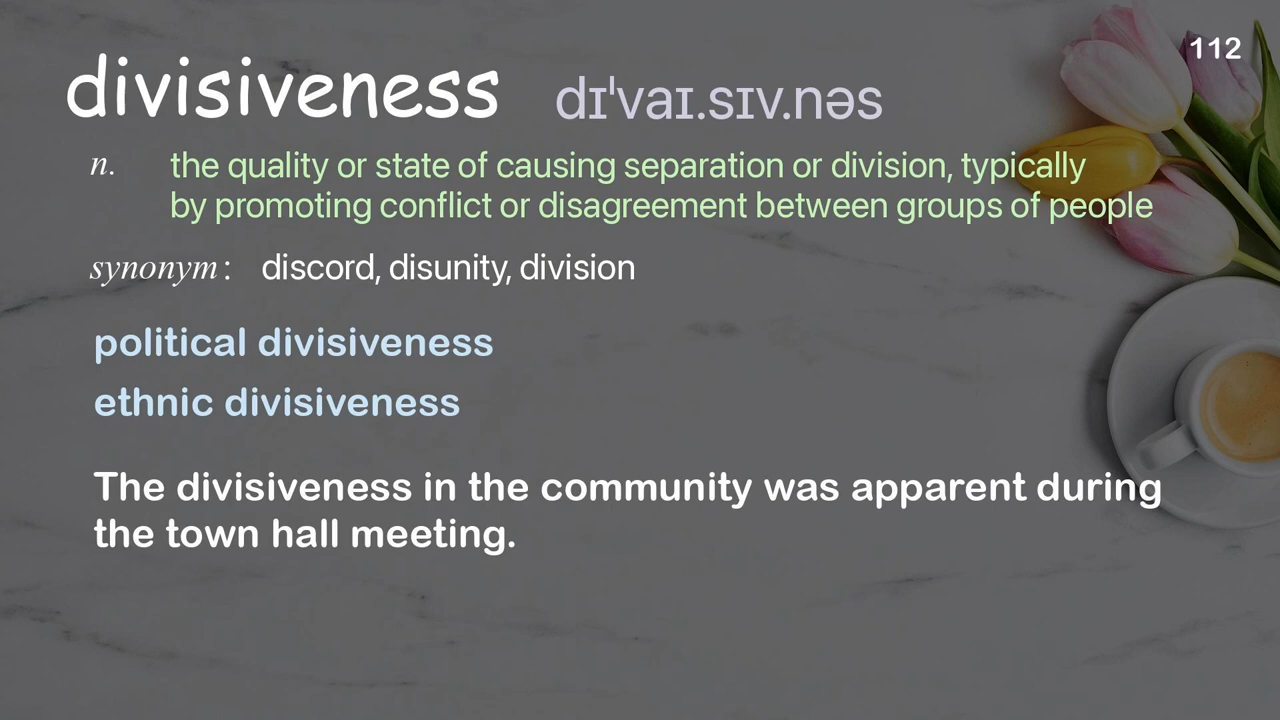 112
divisiveness dɪˈvaɪ.sɪv.nəs
n. the quality or state of causing separation or division, typically
by promoting conflict or disagreement between groups of people
synonym: discord, disunity, division
political divisiveness
ethnic divisiveness
The divisiveness in the community was apparent during
the town hall meeting.